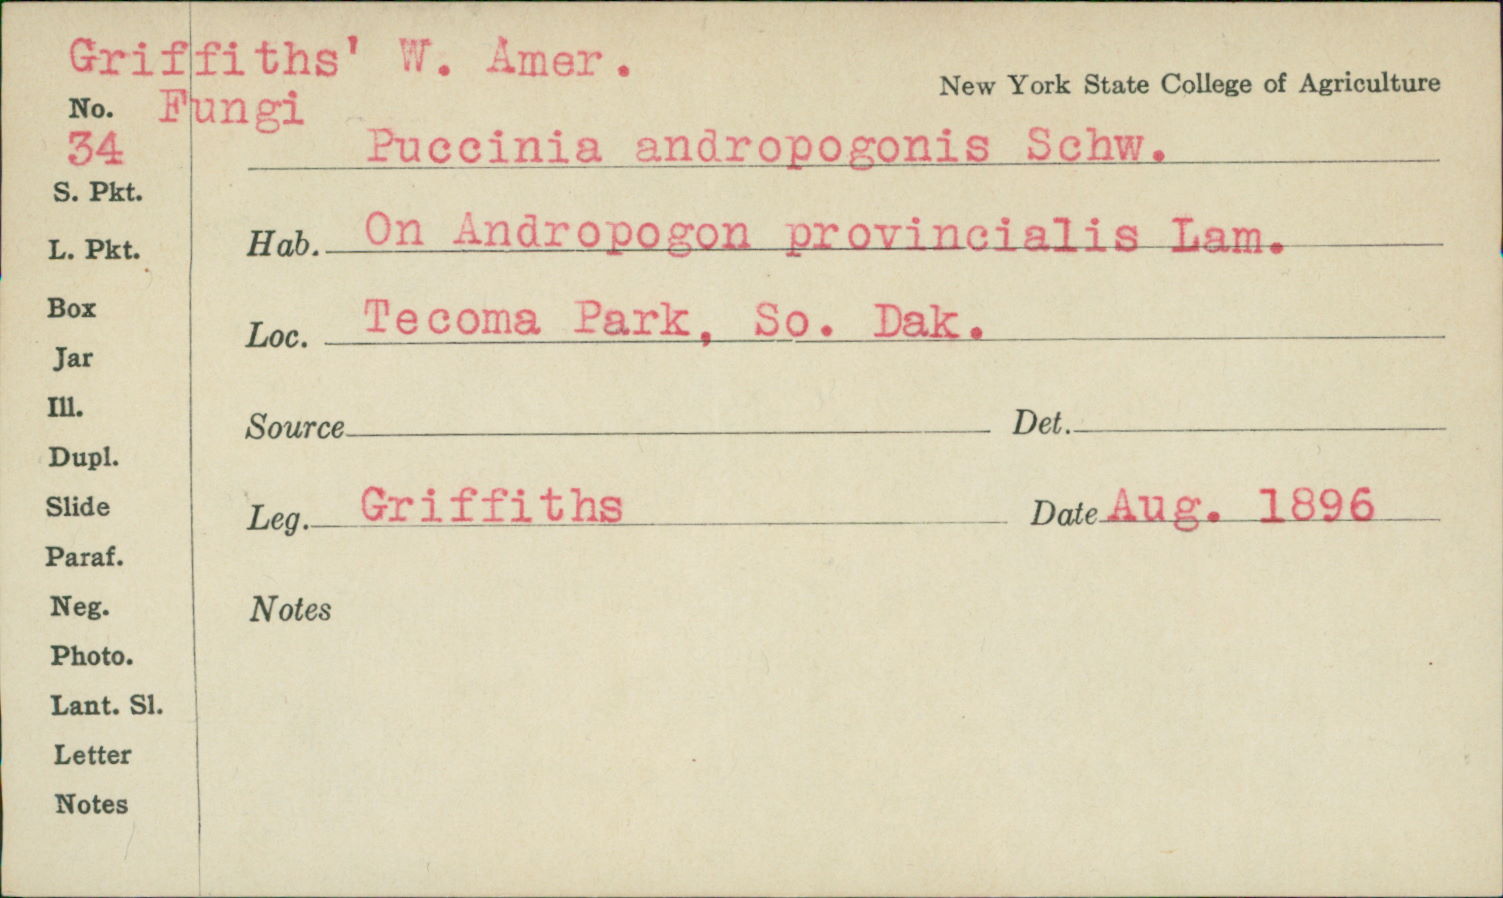 Griffiths' W. Amer.
New York State College of Agriculture
No. Fungi
34
Puccinia andropogonis Schw.
S. Pkt.
Hab. On Andropogon provincialis Lam.
L. Pkt.
Box
Loc. Tecoma Park, So. Dak.
Jar
Ill.
Source
Det.
Dupl.
Slide
Leg. Griffiths
Date Aug. 1896
Paraf.
Neg.
Notes
Photo.
Lant. Sl.
Letter
Notes